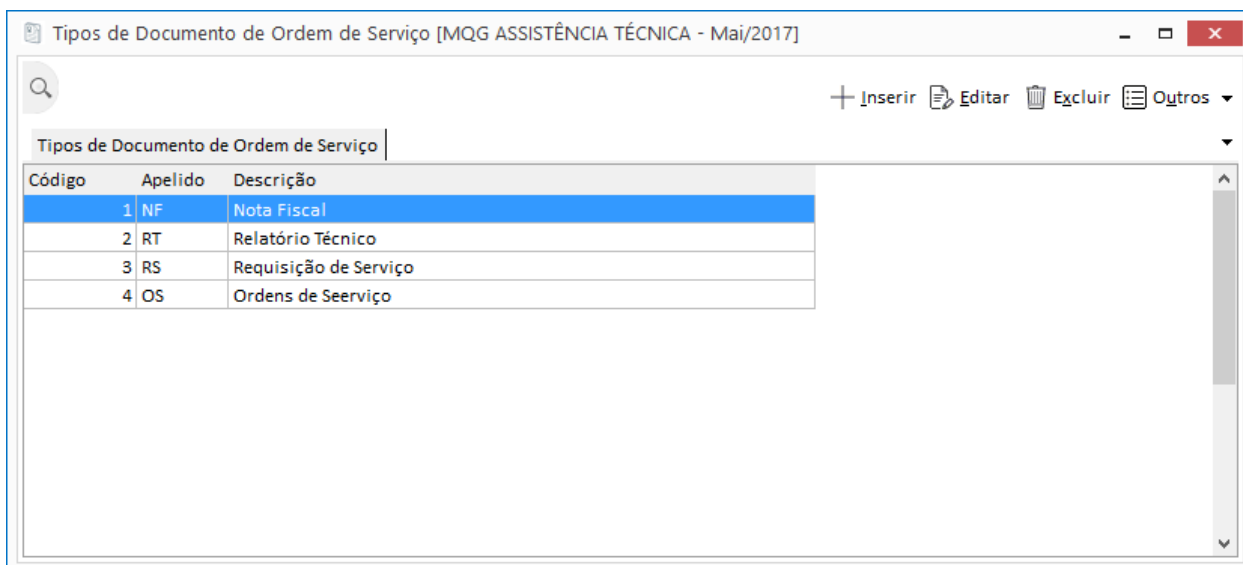 Tipos de Documento de Ordem de Serviço [MQG ASSISTÊNCIA TÉCNICA - Mai/2017]
Inserir Editar Excluir Outros
Tipos de Documento de Ordem de Serviço
Código Apelido Descrição
1 NF Nota Fiscal
2 RT Relatório Técnico
3 RS Requisição de Serviço
4 OS Ordens de Seerviço